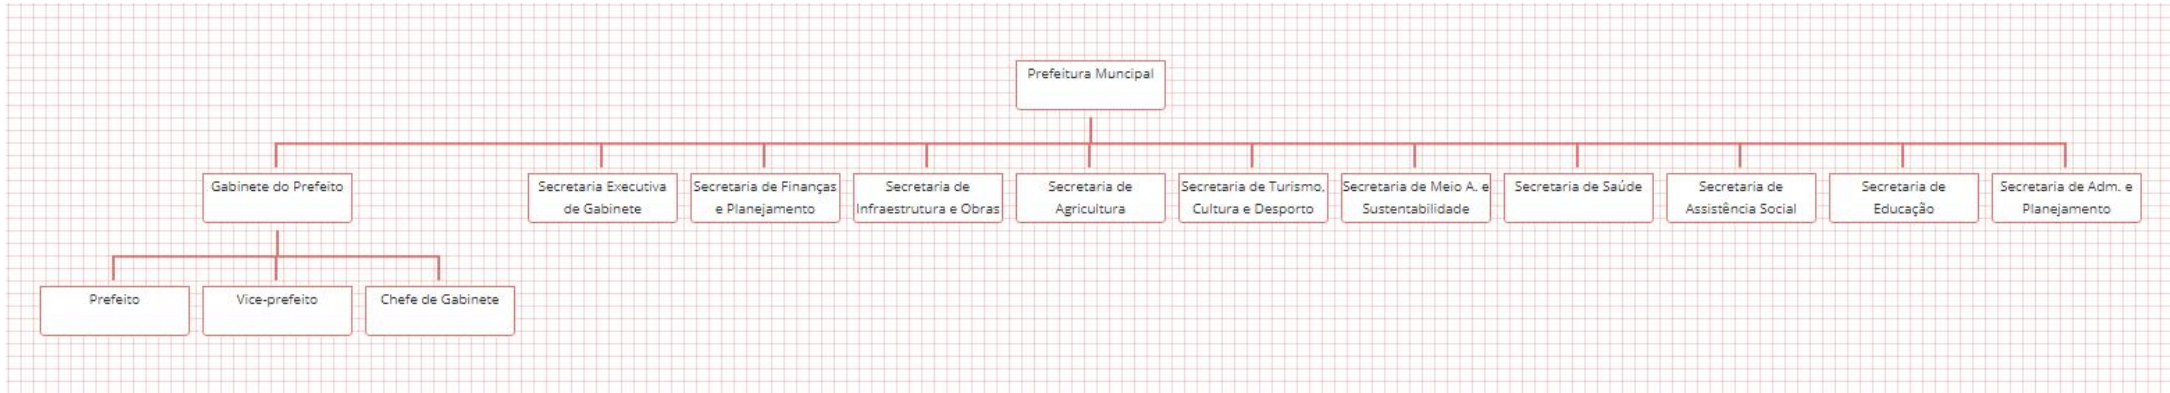 Prefeitura Muncipal
Gabinete do Prefeito
Secretaria Executiva
de Gabinete
Secretaria de Finanças
e Planejamento
Secretaria de
Infraestrutura e Obras
Secretaria de
Agricultura
Secretaria de Turismo,
Cultura e Desporto
Secretaria de Meio A. e
Sustentabilidade
Secretaria de Saúde
Secretaria de
Assistência Social
Secretaria de
Educação
Secretaria de Adm. e
Planejamento
Prefeito
Vice-prefeito
Chefe de Gabinete